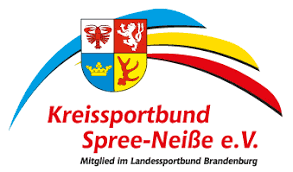 Kreissportbund
Spree-Neiße e.V.
Mitglied im Landessportbund Brandenburg